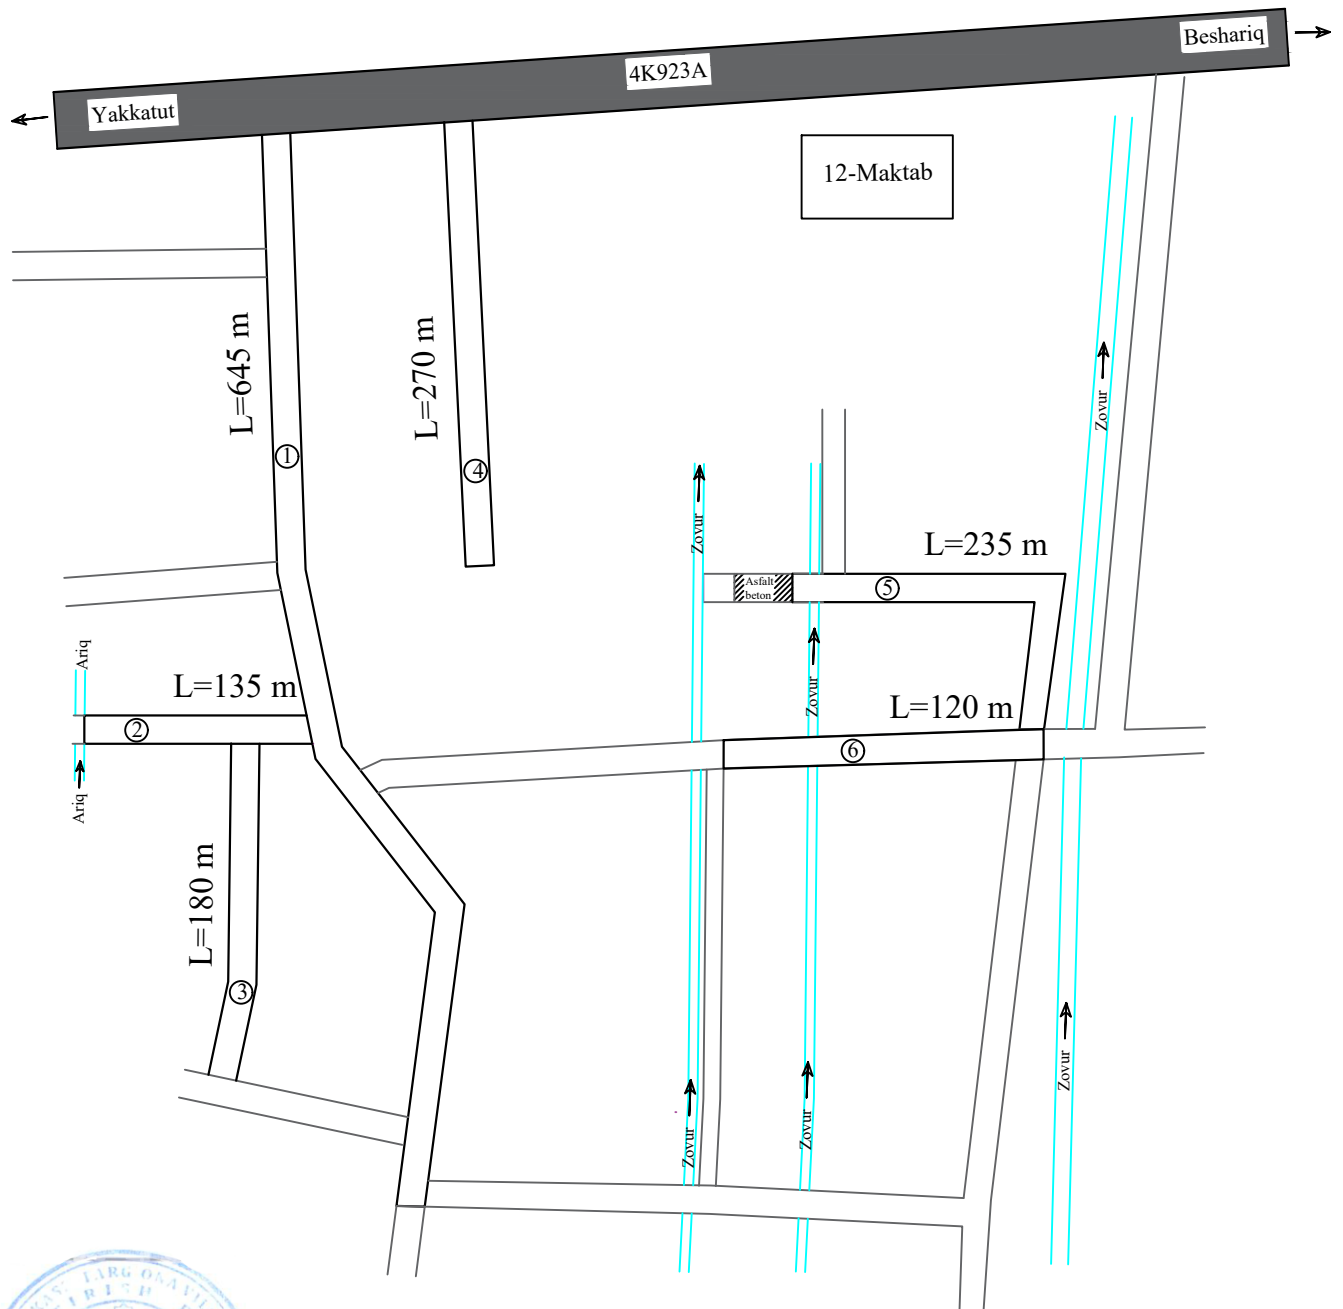 Beshariq
4K923A
Yakkatut
12-Maktab
L=645 m
L=270 m
1
4
Zovur
Zovur
L=235 m
Asfalt
beton
5
Ariq
L=135 m
Zovur
L=120 m
2
6
Ariq
L=180 m
3
Zovur
Zovur
Zovur